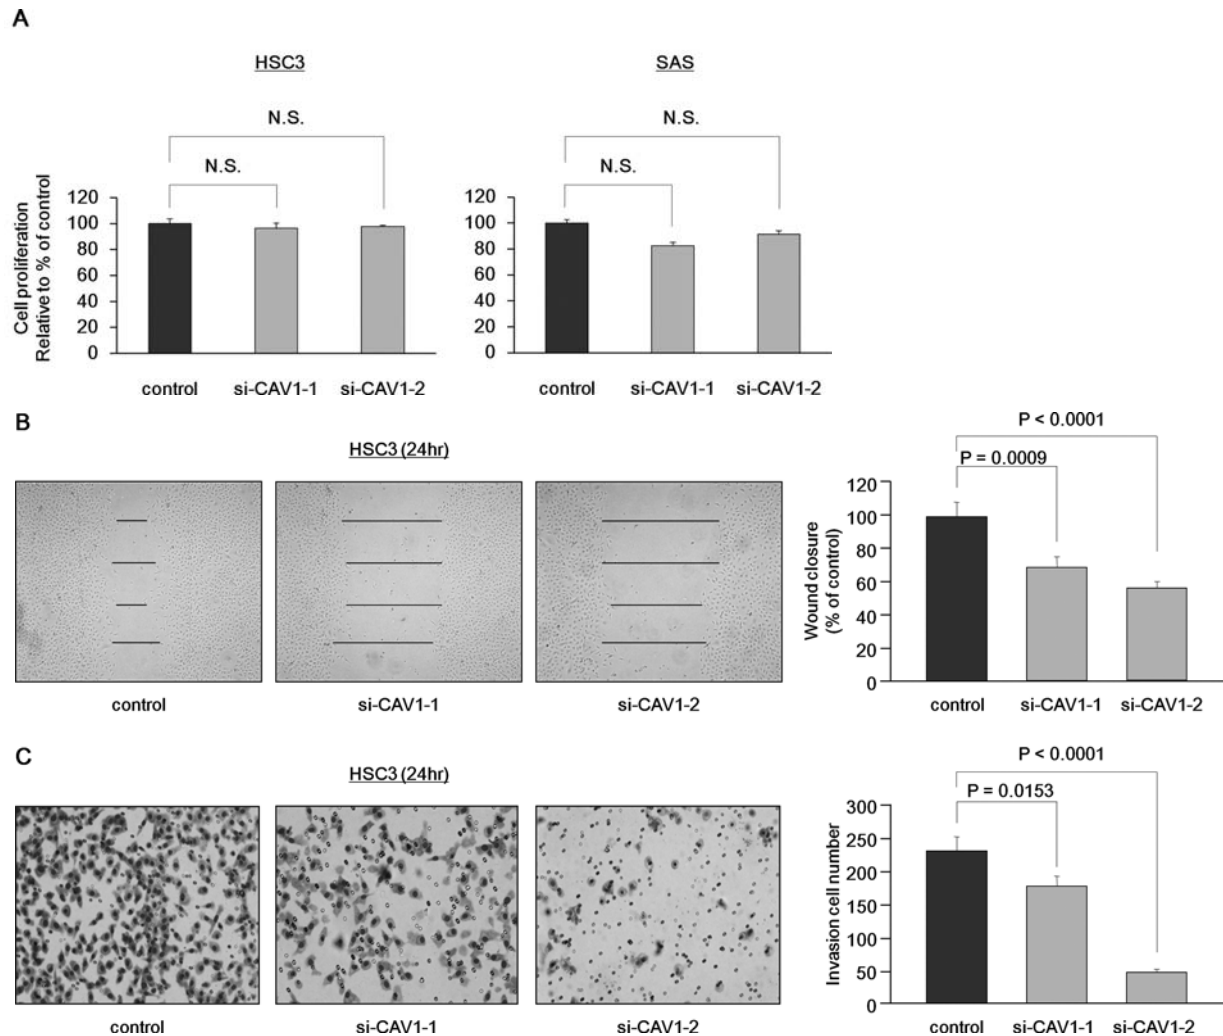 A
HSC3
SAS
N.S.
N.S.
N.S.
N.S.
Cell proliferation
Relative to % of control
120
100
80
60
40
20
0
120
100
80
60
40
20
0
control si-CAV1-1 si-CAV1-2
control si-CAV1-1 si-CAV1-2
B
HSC3 (24hr)
control
si-CAV1-1
si-CAV1-2
P < 0.0001
P = 0.0009
Wound closure
(% of control)
120
100
80
60
40
20
0
control si-CAV1-1 si-CAV1-2
C
HSC3 (24hr)
control
si-CAV1-1
si-CAV1-2
P < 0.0001
P = 0.0153
Invasion cell number
300
250
200
150
100
50
0
control si-CAV1-1 si-CAV1-2